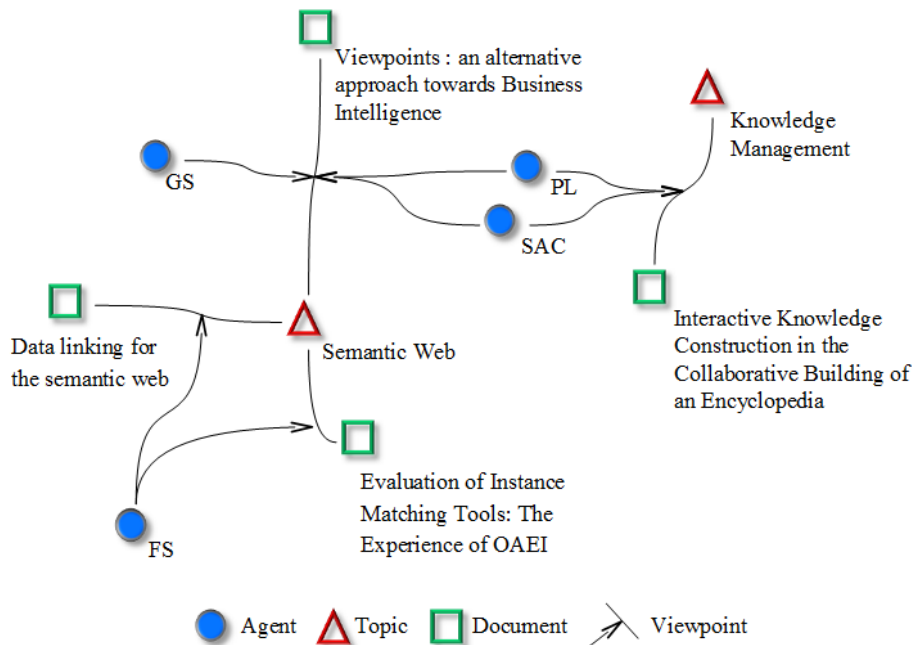 Viewpoints : an alternative
approach towards Business
Intelligence
Knowledge
Management
GS
PL
SAC
Data linking for
the semantic web
Semantic Web
Interactive Knowledge
Construction in the
Collaborative Building of
an Encyclopedia
Evaluation of Instance
Matching Tools: The
Experience of OAEI
FS
Agent Topic Document Viewpoint